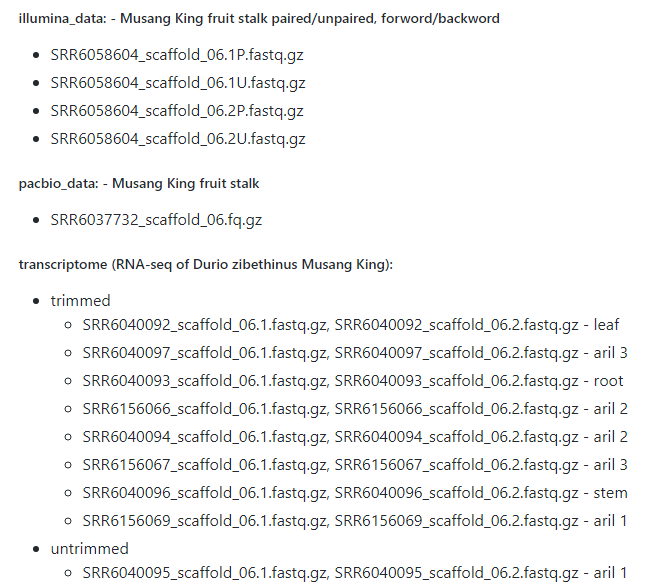 illumina_data: - Musang King fruit stalk paired/unpaired, forword/backword
SRR6058604_scaffold_06.1P.fastq.gz
SRR6058604_scaffold_06.1U.fastq.gz
SRR6058604_scaffold_06.2P.fastq.gz
SRR6058604_scaffold_06.2U.fastq.gz
pacbio_data: - Musang King fruit stalk
SRR6037732_scaffold_06.fq.gz
transcriptome (RNA-seq of Durio zibethinus Musang King):
trimmed
SRR6040092_scaffold_06.1.fastq.gz, SRR6040092_scaffold_06.2.fastq.gz - leaf
SRR6040097_scaffold_06.1.fastq.gz, SRR6040097_scaffold_06.2.fastq.gz - aril 3
SRR6040093_scaffold_06.1.fastq.gz, SRR6040093_scaffold_06.2.fastq.gz - root
SRR6156066_scaffold_06.1.fastq.gz, SRR6156066_scaffold_06.2.fastq.gz - aril 2
SRR6040094_scaffold_06.1.fastq.gz, SRR6040094_scaffold_06.2.fastq.gz - aril 2
SRR6156067_scaffold_06.1.fastq.gz, SRR6156067_scaffold_06.2.fastq.gz - aril 3
SRR6040096_scaffold_06.1.fastq.gz, SRR6040096_scaffold_06.2.fastq.gz - stem
SRR6156069_scaffold_06.1.fastq.gz, SRR6156069_scaffold_06.2.fastq.gz - aril 1
untrimmed
SRR6040095_scaffold_06.1.fastq.gz, SRR6040095_scaffold_06.2.fastq.gz - aril 1